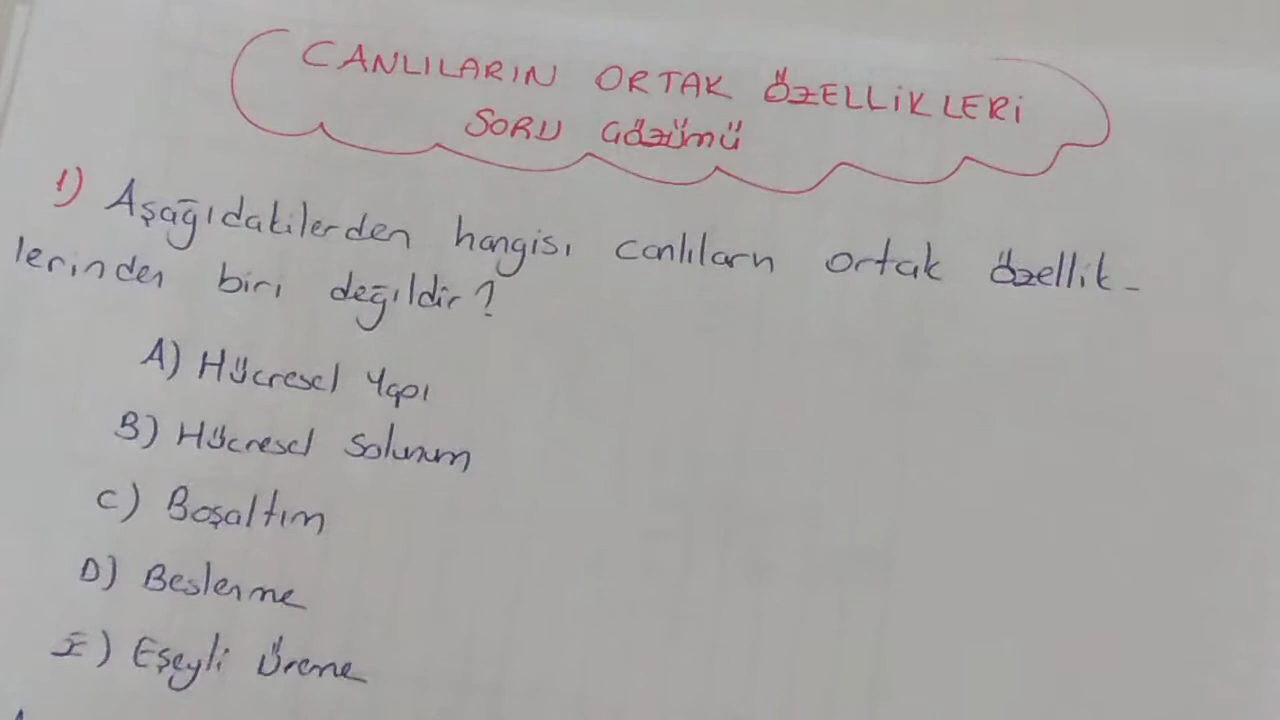 CANLILARIN ORTAK ÖZELLİKLERİ
SORU ÇÖZÜMÜ
1) Aşağıdakilerden hangisi canlıların ortak özellik-
lerinden biri değildir?
A) Hücresel Yapı
B) Hücresel Solunum
C) Boşaltım
D) Beslenme
E) Eşeyli Üreme